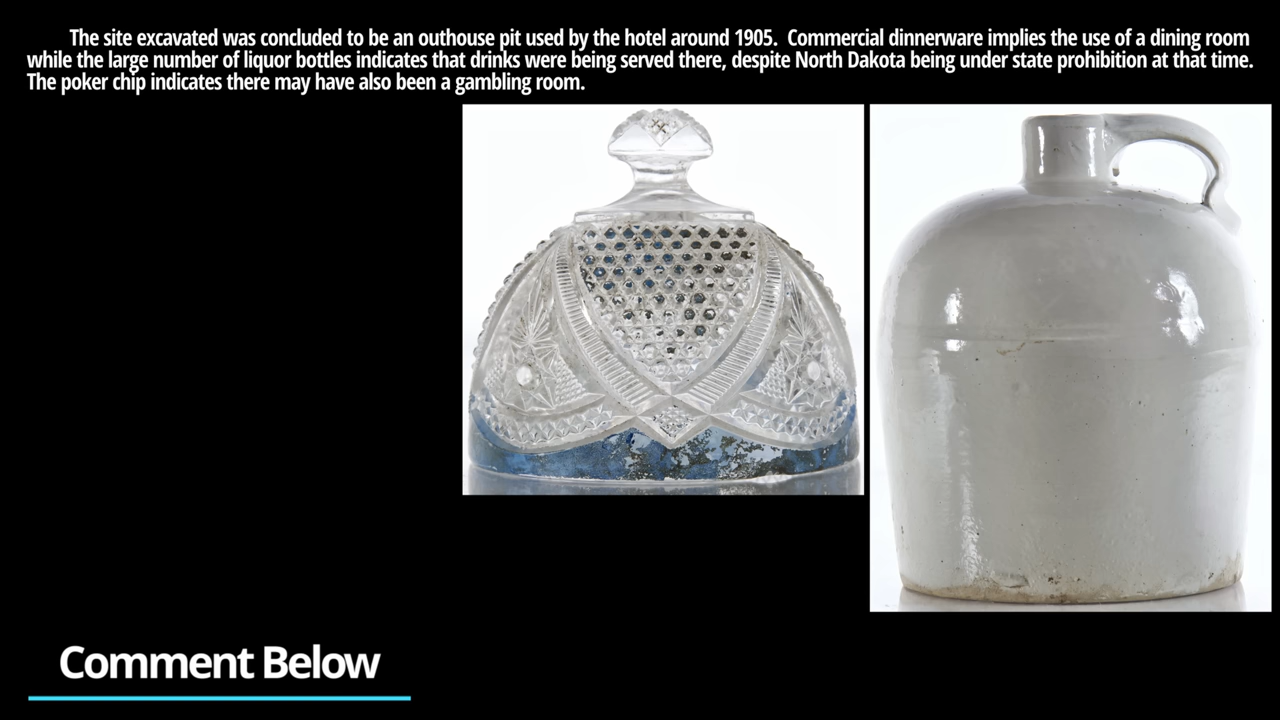 The site excavated was concluded to be an outhouse pit used by the hotel around 1905. Commercial dinnerware implies the use of a dining room
while the large number of liquor bottles indicates that drinks were being served there, despite North Dakota being under state prohibition at that time.
The poker chip indicates there may have also been a gambling room.
Comment Below